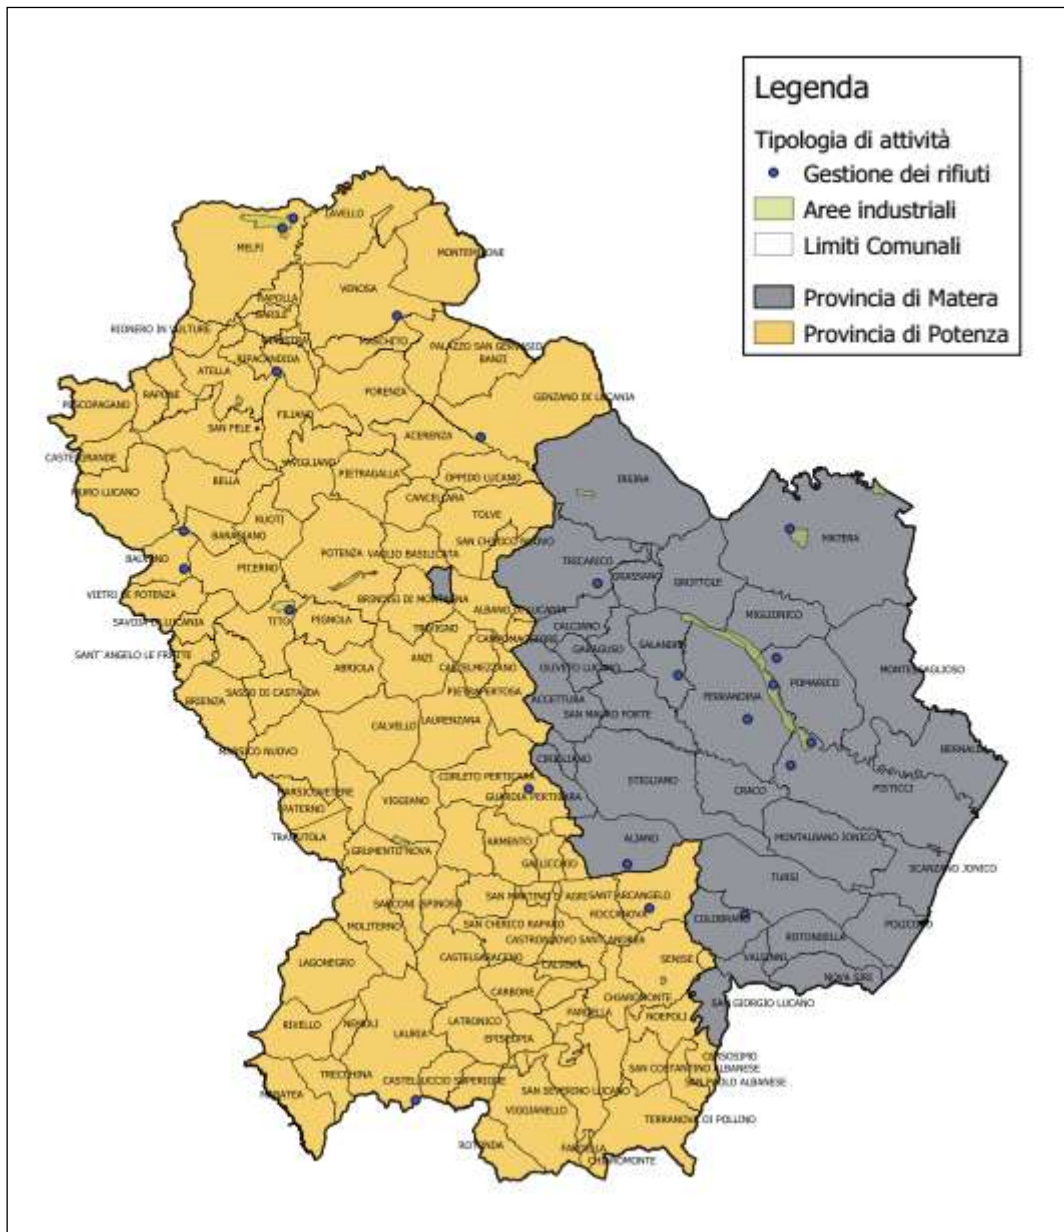 Legenda
Tipologia di attività
Gestione dei rifiuti
Aree industriali
Limiti Comunali
Provincia di Matera
Provincia di Potenza
LAVELLO
MELFI
MONTEMILONE
VENOSA
RAPOLLA
BARILE
RIONERO IN VULTURE
MASCHITO
PALAZZO SAN GERVASIO
BANZI
RIPACANDIDA
ATELLA
FORENZA
GENZANO DI LUCANIA
RAPONE
PESCOPAGANO
FILIANO
SAN FELE
ACERENZA
CASTELGRANDE
AVIGLIANO
PIETRAGALLA
OPPIDO LUCANO
BELLA
IRSINA
MURO LUCANO
CANCELLARA
TOLVE
RUOTI
BARAGIANO
SAN CHIRICO NUOVO
MATERA
POTENZA
VAGLIO BASILICATA
BALVANO
PICERNO
TRICARICO
GRASSANO
GROTTOLE
VIETRI DI POTENZA
BRINDISI DI MONTAGNA
ALBANO DI LUCANIA
MIGLIONICO
SAVOIA DI LUCANIA
TITO
PIGNOLA
TRIVIGNO
CALCIANO
CAMPOMAGGIORE
GARAGUSO
SALANDRA
SANT'ANGELO LE FRATTE
ABRIOLA
ANZI
CASTELMEZZANO
OLIVETO LUCANO
MONTESCAGLIOSO
POMARICO
SASSO DI CASTALDA
PIETRAPERTOSA
ACCETTURA
FERRANDINA
BRIENZA
SAN MAURO FORTE
LAURENZANA
CALVELLO
MARSICO NUOVO
BERNALDA
CIRIGLIANO
CORLETO PERTICARA
STIGLIANO
MARSICOVETERE
VIGGIANO
GUARDIA PERTICARA
CRACO
PISTICCI
PATERNO
TRAMUTOLA
ARMENTO
ALIANO
MONTALBANO JONICO
GRUMENTO NOVA
GALLICCHIO
SCANZANO JONICO
TURSI
SAN MARTINO D'AGRI
SANT'ARCANGELO
SARCONI
SPINOSO
ROCCANOVA
COLOBRARO
MOLITERNO
SAN CHIRICO RAPARO
POLICORO
CASTRONUOVO SANT'ANDREA
ROTONDELLA
CASTELSARACENO
SENISE
VALSINNI
LAGONEGRO
CALVERA
NOVA SIRI
CARBONE
CHIAROMONTE
SAN GIORGIO LUCANO
FARDELLA
NOEPOLI
RIVELLO
NEMOLI
LATRONICO
LAURIA
EPISCOPIA
CERSOSIMO
SAN COSTANTINO ALBANESE
TRECCHINA
CASTELLUCCIO SUPERIORE
SAN PAOLO ALBANESE
MARATEA
SAN SEVERINO LUCANO
VIGGIANELLO
TERRANOVA DI POLLINO
ROTONDA
FARDELLA
CHIAROMONTE